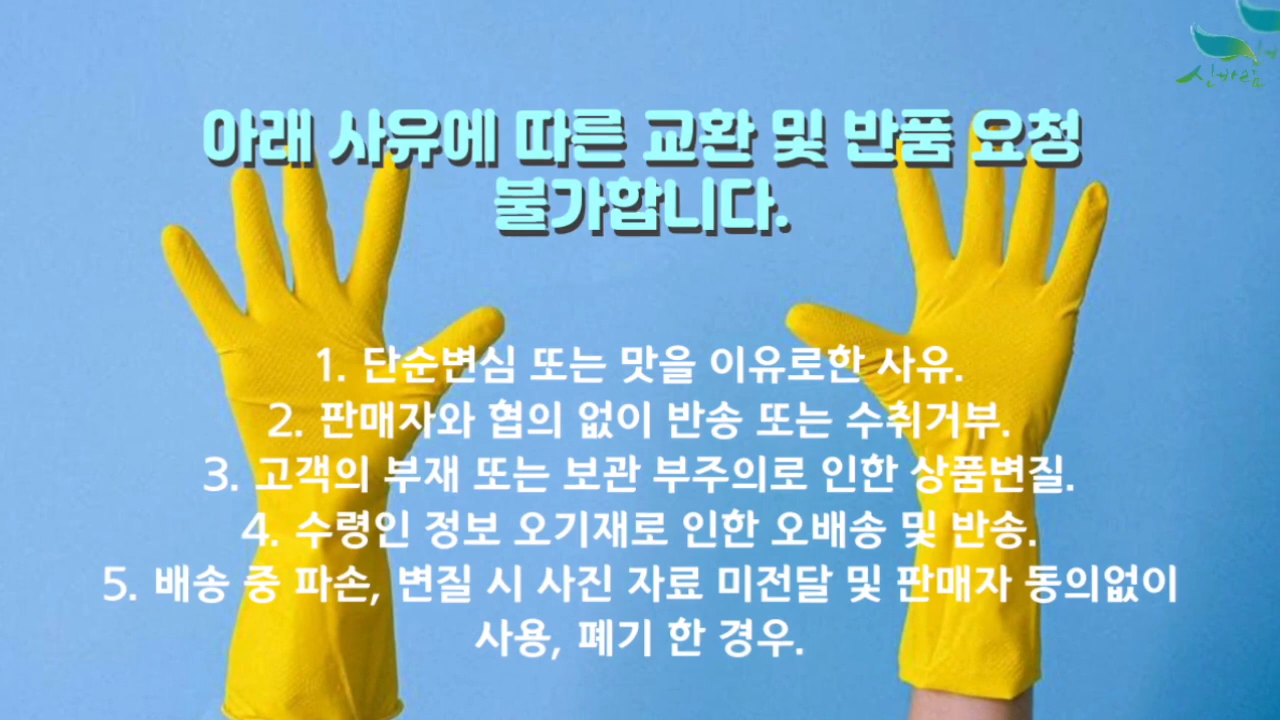 신바람
아래 사유에 따른 교환 및 반품 요청
불가합니다.
1. 단순변심 또는 맛을 이유로한 사유.
2. 판매자와 협의 없이 반송 또는 수취거부.
3. 고객의 부재 또는 보관 부주의로 인한 상품변질.
4. 수령인 정보 오기재로 인한 오배송 및 반송.
5. 배송 중 파손, 변질 시 사진 자료 미전달 및 판매자 동의없이
사용, 폐기 한 경우.